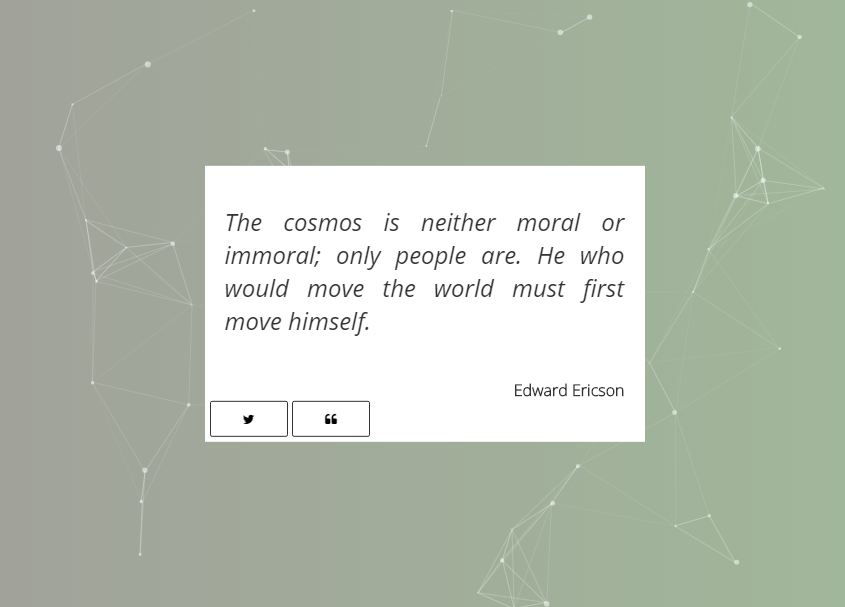 The cosmos is neither moral or
immoral; only people are. He who
would move the world must first
move himself.
Edward Ericson